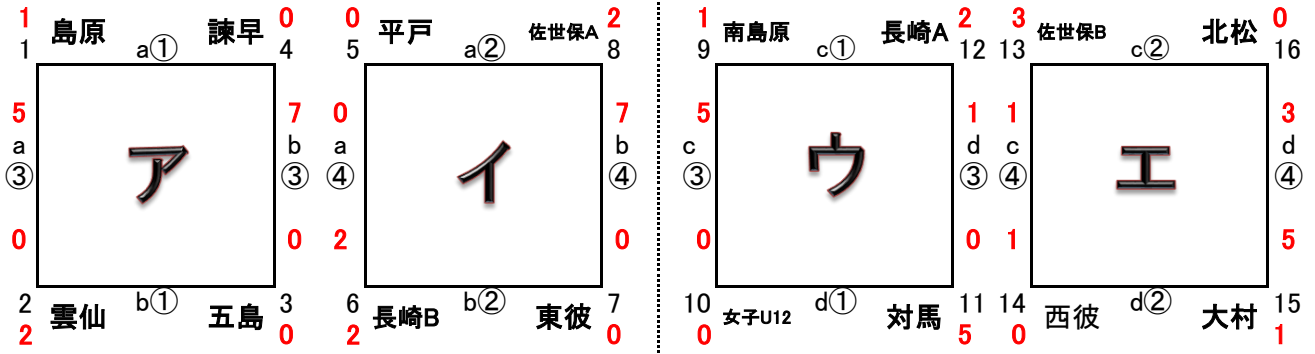 1 島原 a① 諫早 0 0 平戸 a② 佐世保A 2 1 南島原 c① 長崎A 2 3 佐世保B c② 北松 0
1 4 5 8 9 12 13 16
5 7 0 7 5 1 1 3
a ア b a イ b c ウ d c エ d
③ ③ ④ ④ ③ ③ ④ ④
0 0 2 0 0 0 1 5
2 b① 3 6 b② 7 10 d① 11 14 d② 15
雲仙 五島 長崎B 東彼 女子U12 対馬 西彼 大村
2 0 2 0 0 5 0 1